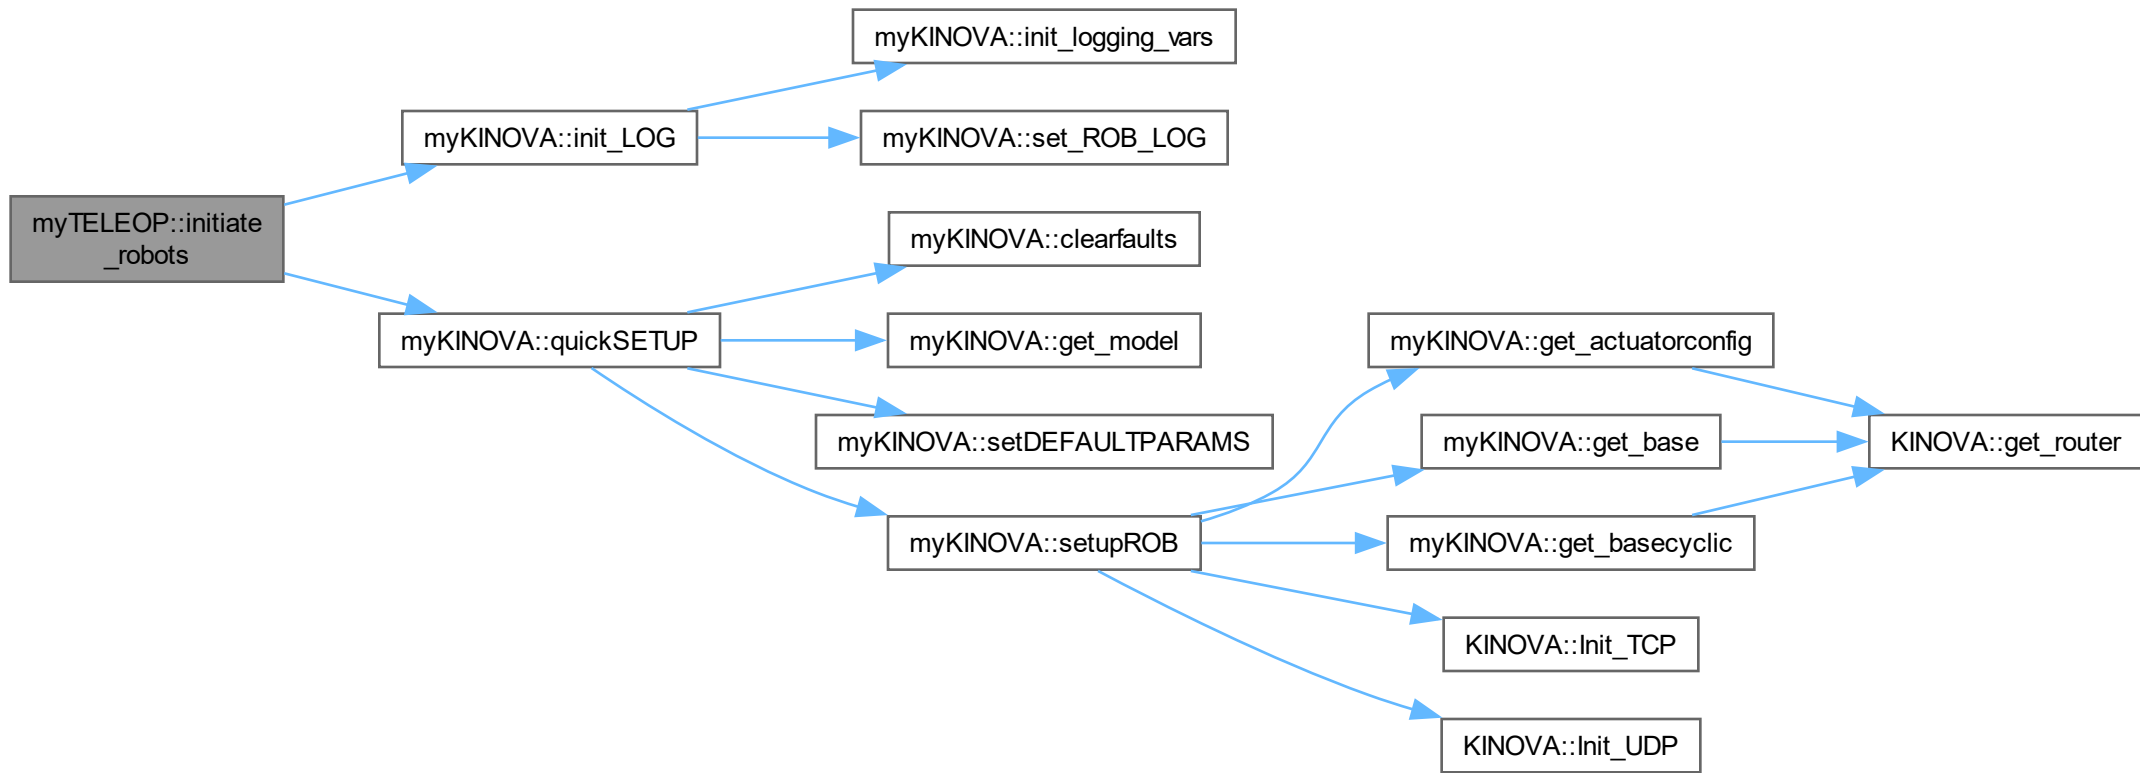 myKINOVA::init_logging_vars
myKINOVA::init_LOG
myKINOVA::set_ROB_LOG
myTELEOP::initiate
_robots
myKINOVA::clearfaults
myKINOVA::quickSETUP
myKINOVA::get_model
myKINOVA::get_actuatorconfig
myKINOVA::setDEFAULTPARAMS
myKINOVA::get_base
KINOVA::get_router
myKINOVA::setupROB
myKINOVA::get_basecyclic
KINOVA::Init_TCP
KINOVA::Init_UDP